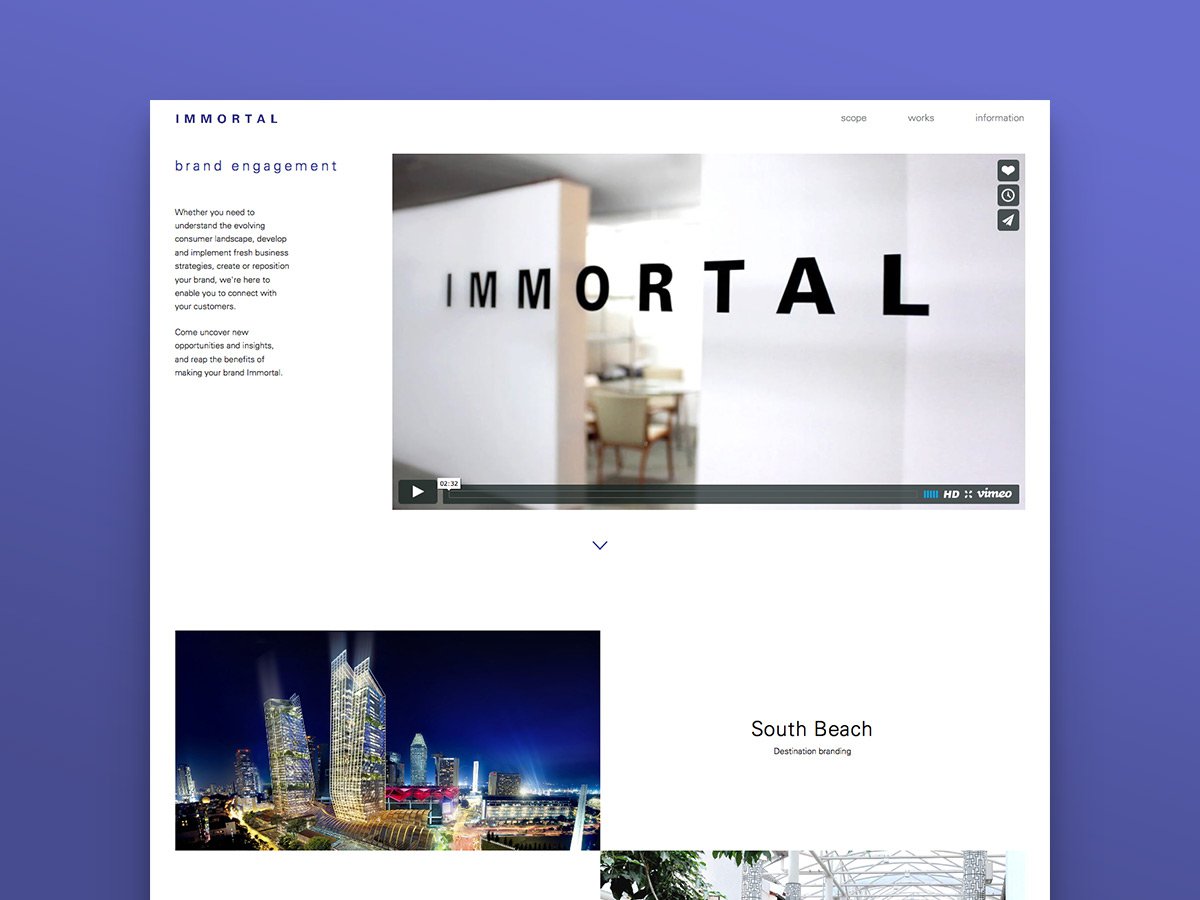 IMMORTAL
scope
works
information
brand engagement
Whether you need to
understand the evolving
consumer landscape, develop
and implement fresh business
strategies, create or reposition
your brand, we're here to
enable you to connect with
your customers.
Come uncover new
opportunities and insights,
and reap the benefits of
making your brand Immortal.
IMMORTAL
02:32
HD
vimeo
South Beach
Destination branding